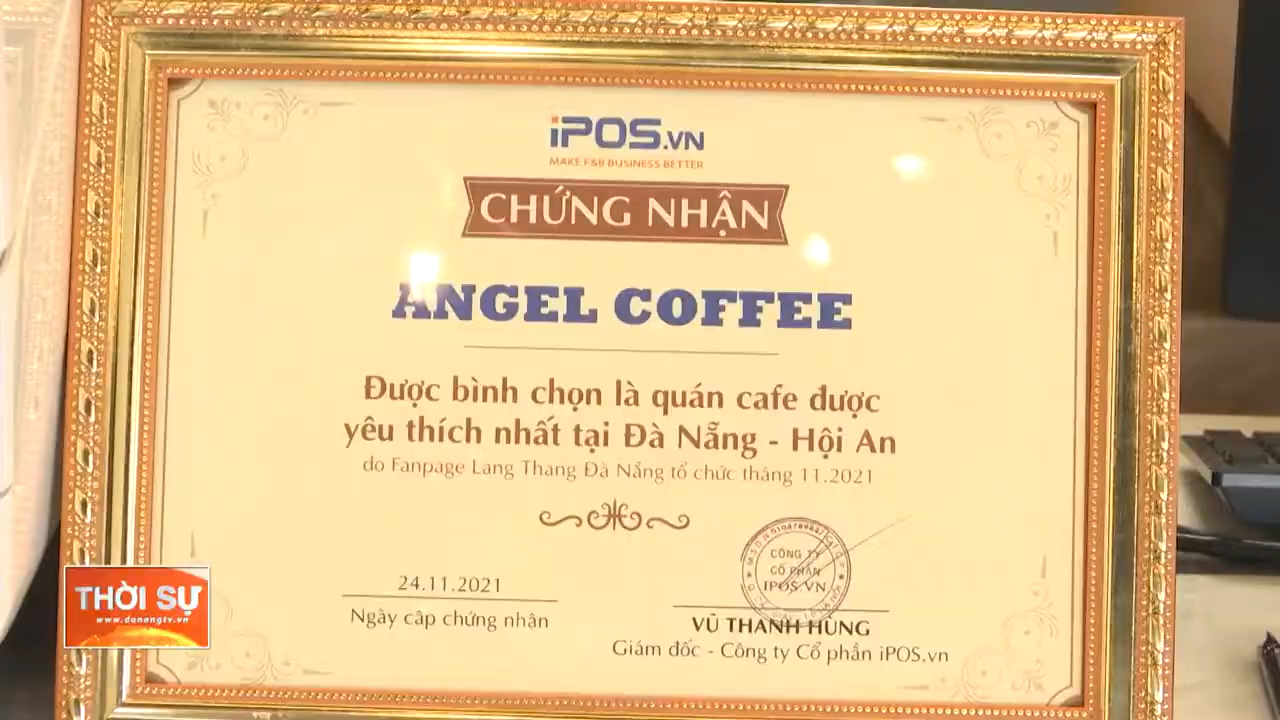 iPOS.VN
MAKE F&B BUSINESS BETTER
CHỨNG NHẬN
ANGEL COFFEE
Được bình chọn là quán cafe được
yêu thích nhất tại Đà Nẵng - Hội An
do Fanpage Lang Thang Đà Nẵng tổ chức tháng 11.2021
24.11.2021
Ngày cấp chứng nhận
CÔNG TY
CỔ PHẦN
IPOS.VN
VŨ THANH HÙNG
Giám đốc - Công ty Cổ phần iPOS.vn
THỜI SỰ
www.danangtv.vn